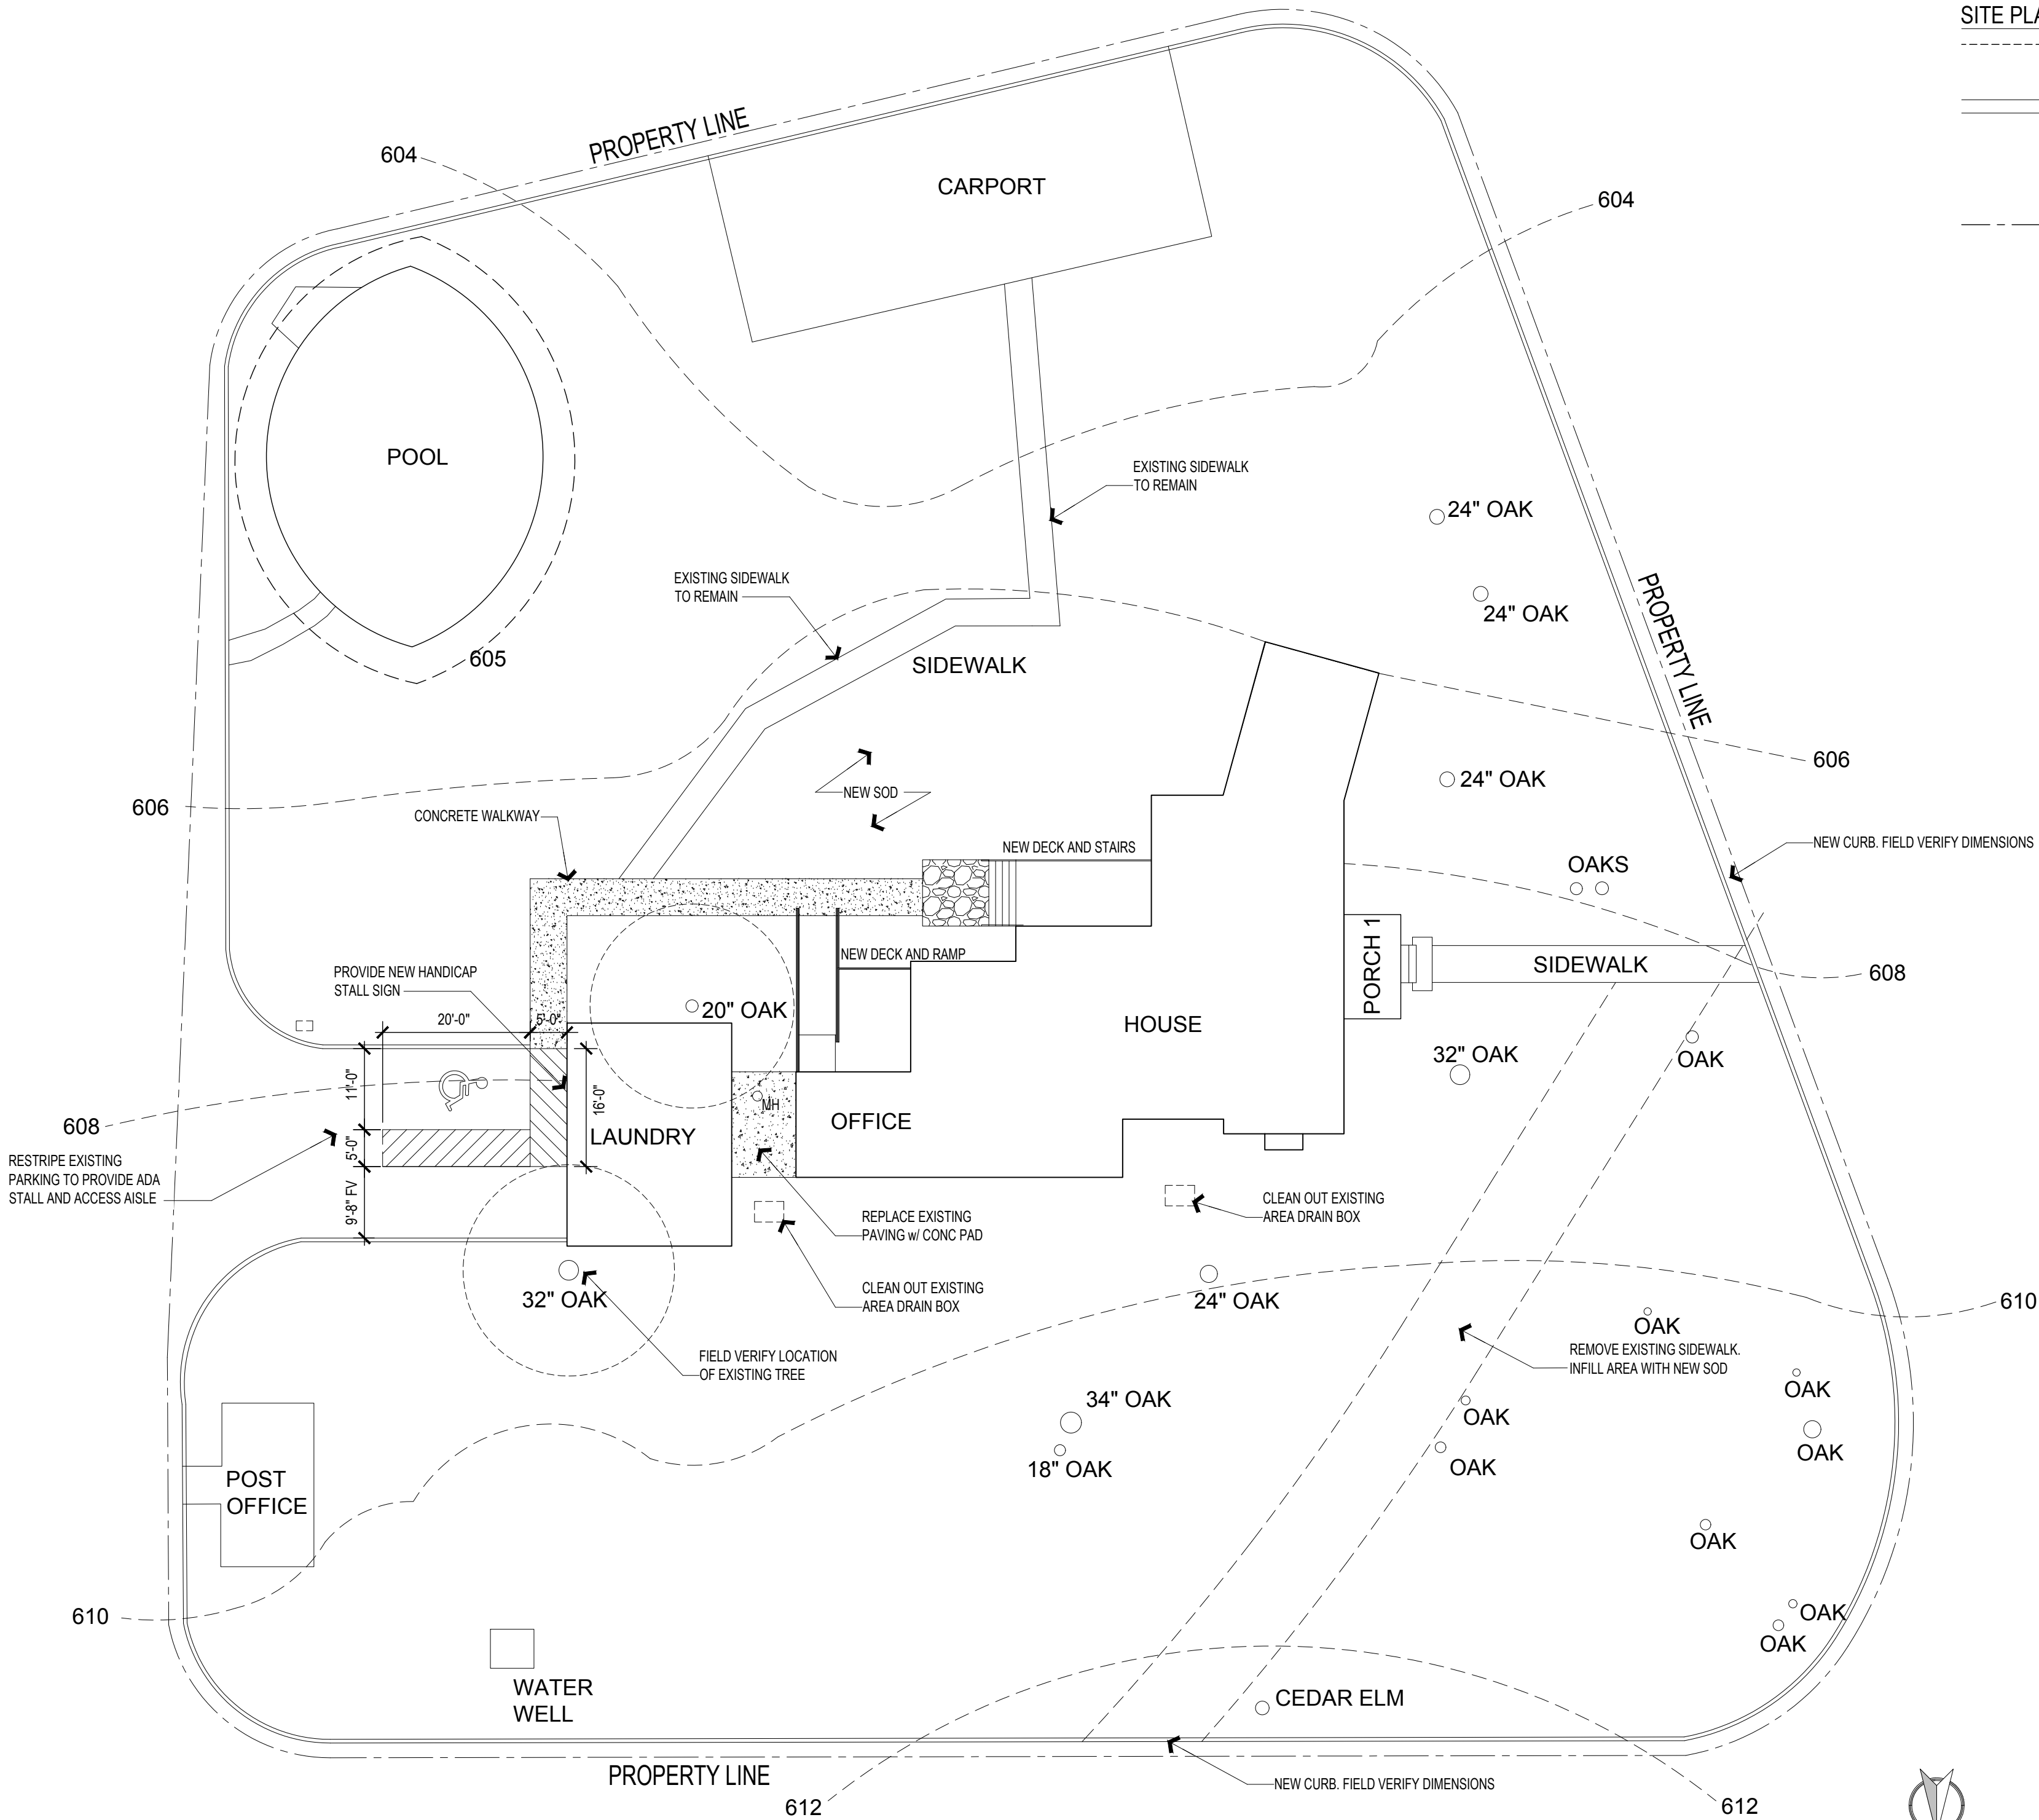 SITE PLA
PROPERTY LINE
604
CARPORT
604
POOL
EXISTING SIDEWALK
TO REMAIN
24" OAK
EXISTING SIDEWALK
TO REMAIN
24" OAK
PROPERTY LINE
605
SIDEWALK
606
24" OAK
606
NEW SOD
CONCRETE WALKWAY
NEW DECK AND STAIRS
NEW CURB. FIELD VERIFY DIMENSIONS
OAKS
PORCH 1
NEW DECK AND RAMP
SIDEWALK
608
PROVIDE NEW HANDICAP
STALL SIGN
20'-0"
5'-0"
20" OAK
HOUSE
32" OAK
OAK
11'-0"
16'-0"
MH
608
LAUNDRY
OFFICE
5'-0"
RESTRIPE EXISTING
PARKING TO PROVIDE ADA
STALL AND ACCESS AISLE
9'-8" FV
REPLACE EXISTING
PAVING w/ CONC PAD
CLEAN OUT EXISTING
AREA DRAIN BOX
32" OAK
CLEAN OUT EXISTING
AREA DRAIN BOX
24" OAK
610
OAK
FIELD VERIFY LOCATION
OF EXISTING TREE
REMOVE EXISTING SIDEWALK.
INFILL AREA WITH NEW SOD
OAK
34" OAK
OAK
OAK
18" OAK
OAK
POST
OFFICE
OAK
610
OAK
OAK
WATER
WELL
CEDAR ELM
PROPERTY LINE
NEW CURB. FIELD VERIFY DIMENSIONS
612
612